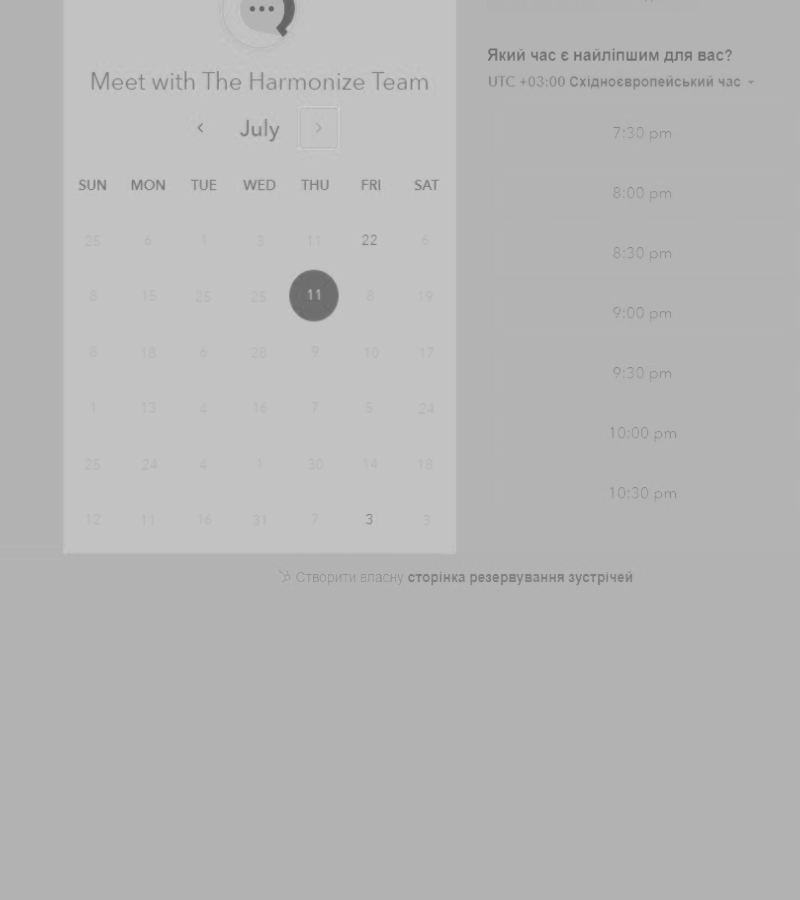 Meet with The Harmonize Team
July
SUN MON TUE WED THU FRI SAT
25 6 1 3 11 22 6
8 15 25 25 11 8 19
8 18 6 28 9 10 17
1 13 4 16 7 5 24
25 24 4 1 30 14 18
12 11 16 31 7 3 3
Який час є найліпшим для вас?
UTC +03:00 Східноєвропейський час
7:30 pm
8:00 pm
8:30 pm
9:00 pm
9:30 pm
10:00 pm
10:30 pm
Створити власну сторінка резервування зустрічей